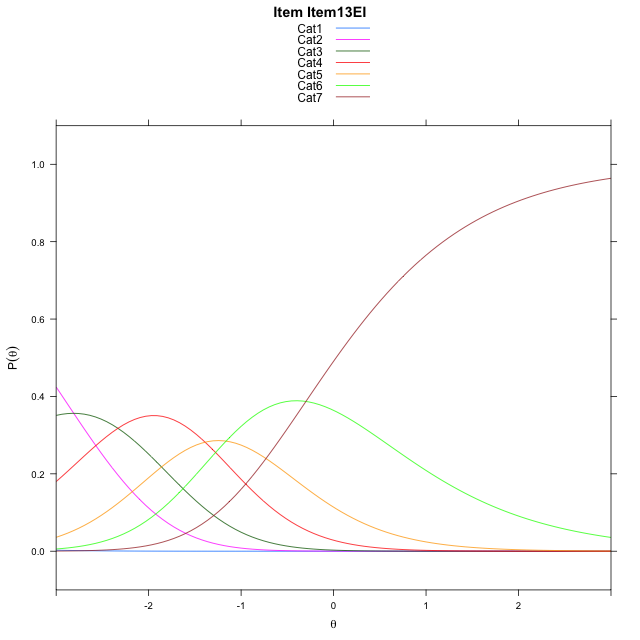 Item Item13EI
Cat1
Cat2
Cat3
Cat4
Cat5
Cat6
Cat7
1.0
0.8
0.6
0.4
0.2
0.0
P(θ)
-2
-1
0
1
2
θ